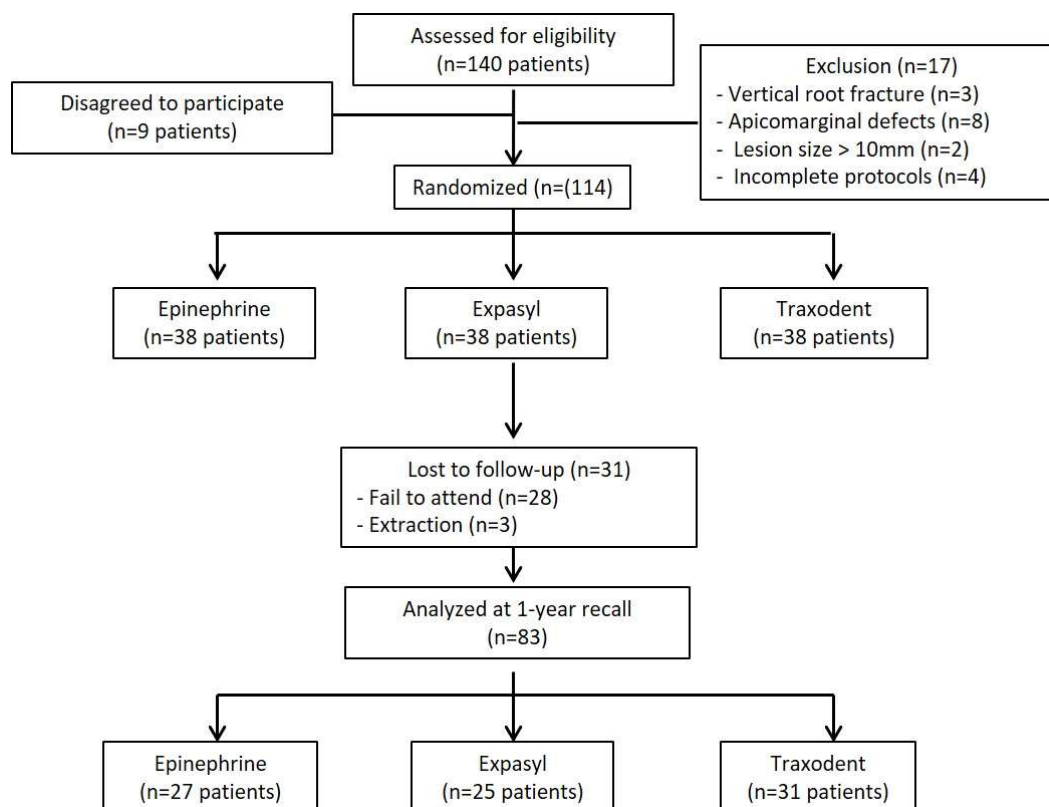 Assessed for eligibility
(n=140 patients)
Disagreed to participate
(n=9 patients)
Exclusion (n=17)
- Vertical root fracture (n=3)
- Apicomarginal defects (n=8)
- Lesion size > 10mm (n=2)
- Incomplete protocols (n=4)
Randomized (n=(114)
Epinephrine
(n=38 patients)
Expasyl
(n=38 patients)
Traxodent
(n=38 patients)
Lost to follow-up (n=31)
- Fail to attend (n=28)
- Extraction (n=3)
Analyzed at 1-year recall
(n=83)
Epinephrine
(n=27 patients)
Expasyl
(n=25 patients)
Traxodent
(n=31 patients)